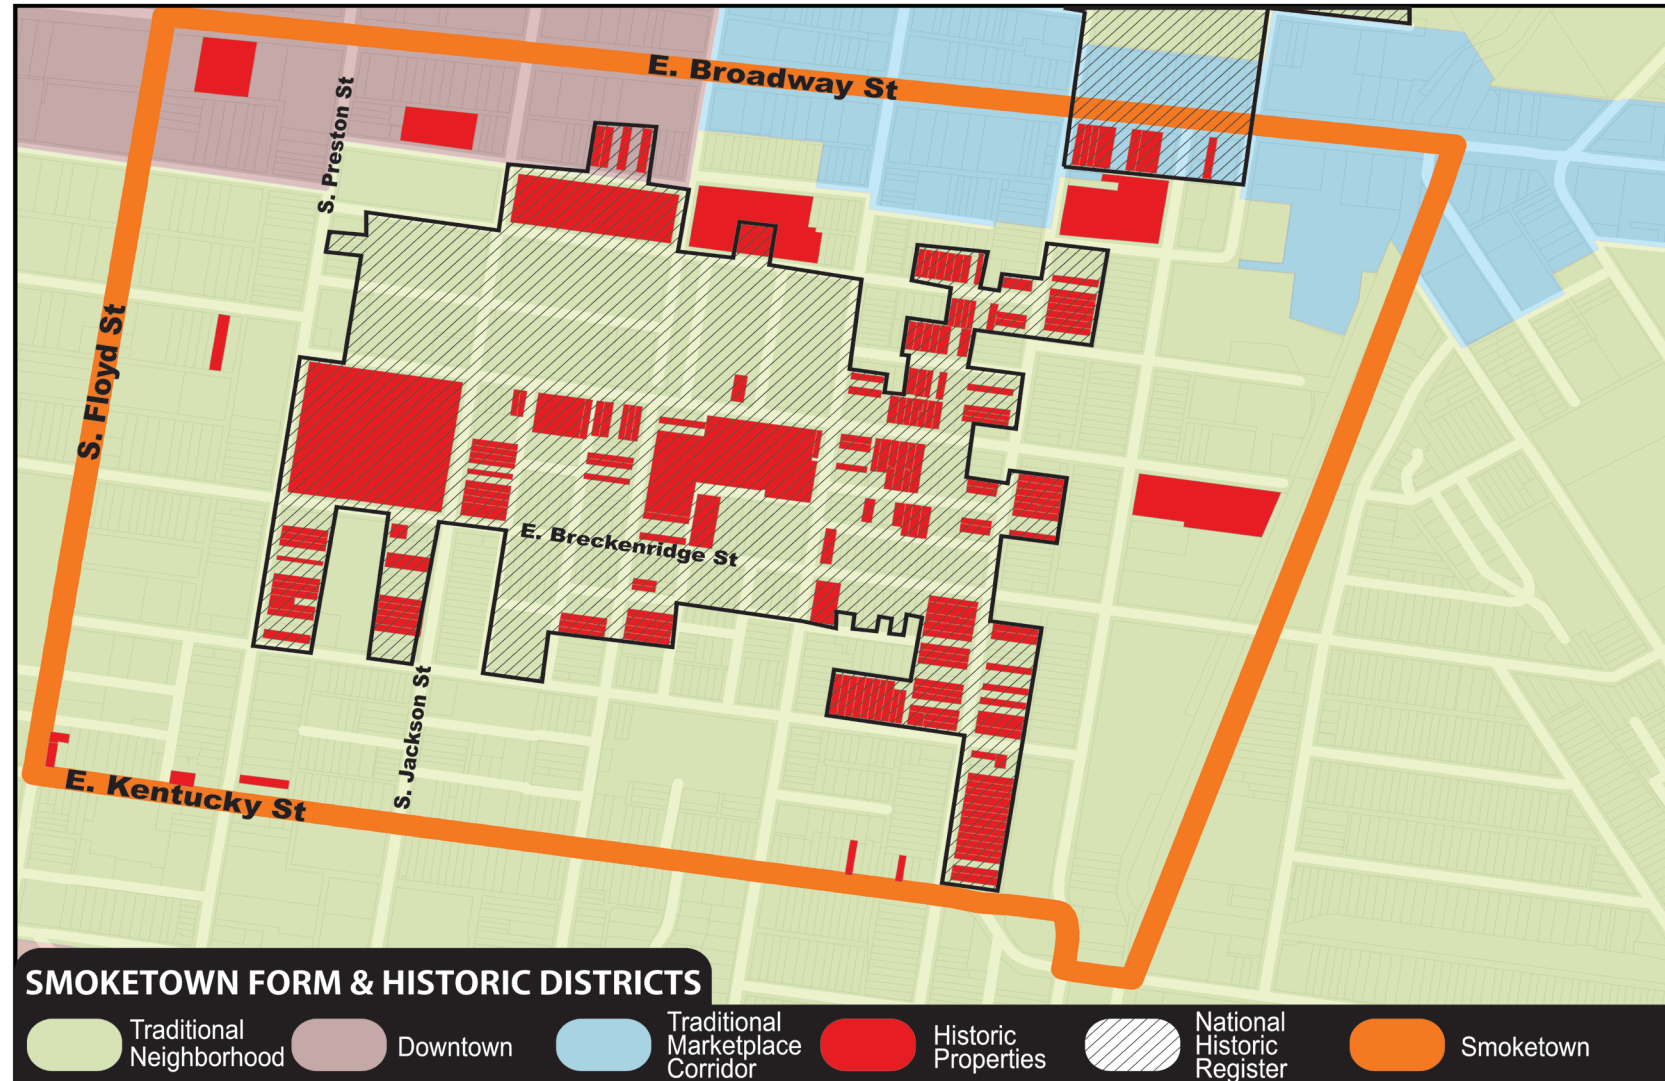 E. Broadway St
S. Preston St
S. Floyd St
E. Breckenridge St
S. Jackson St
E. Kentucky St
SMOKETOWN FORM & HISTORIC DISTRICTS
Traditional
Neighborhood
Downtown
Traditional
Marketplace
Corridor
Historic
Properties
National
Historic
Register
Smoketown